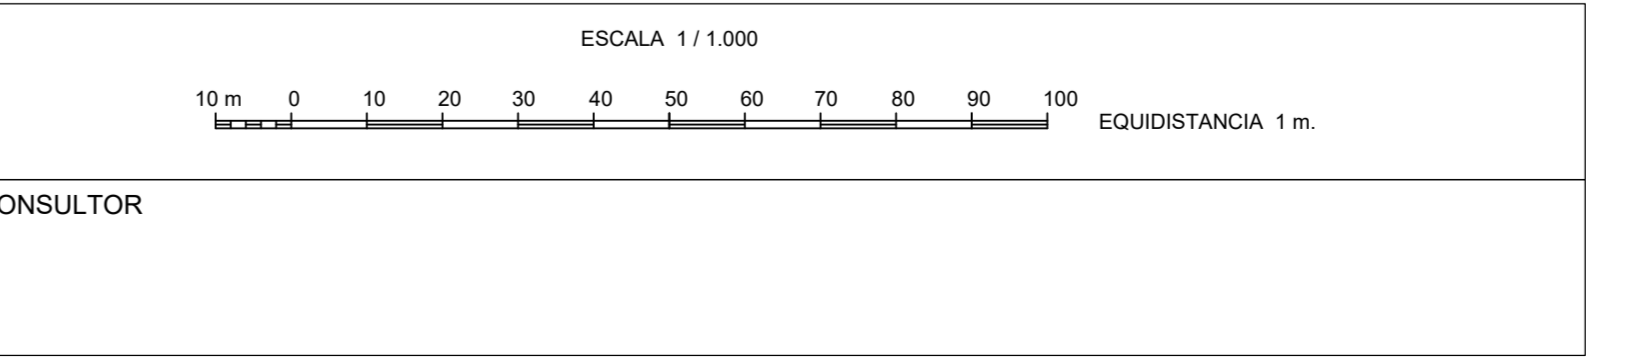 ESCALA 1 / 1.000
10 m 0 10 20 30 40 50 60 70 80 90 100
EQUIDISTANCIA 1 m.
ONSULTOR